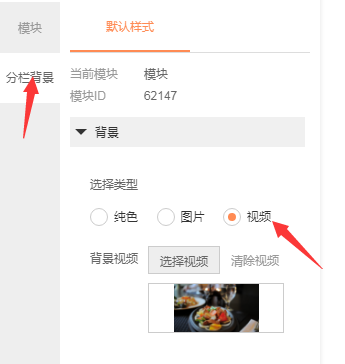 模块
默认样式
分栏背景
当前模块 模块
模块ID 62147
背景
选择类型
纯色 图片 视频
背景视频 选择视频 清除视频